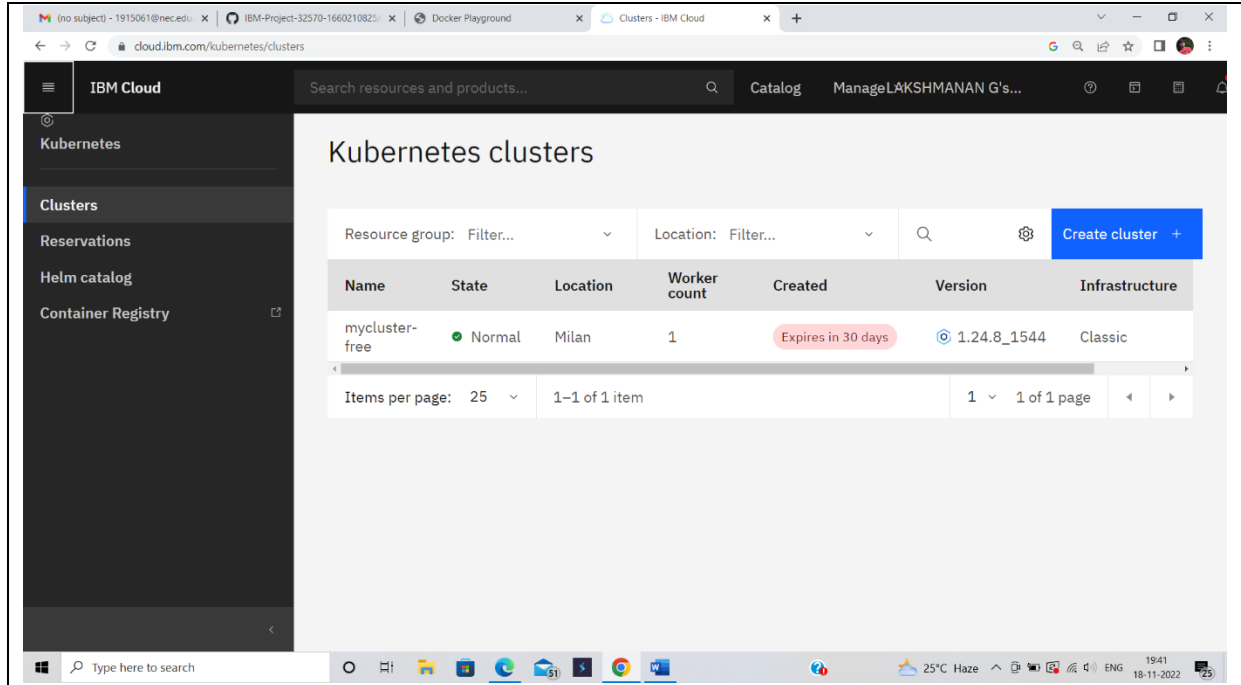 (no subject) - 1915061@nec.edu. IBM-Project-32570-1660210825/ Docker Playground Clusters - IBM Cloud
cloud.ibm.com/kubernetes/clusters
IBM Cloud Search resources and products... Catalog ManageLAKSHMANAN G's...
Kubernetes
Clusters
Reservations
Helm catalog
Container Registry
Kubernetes clusters
Resource group: Filter... Location: Filter... Create cluster +
Name State Location Worker count Created Version Infrastructure
mycluster-free Normal Milan 1 Expires in 30 days 1.24.8_1544 Classic
Items per page: 25 1–1 of 1 item 1 1 of 1 page
Type here to search 51 25°C Haze ENG 19:41
18-11-2022 25